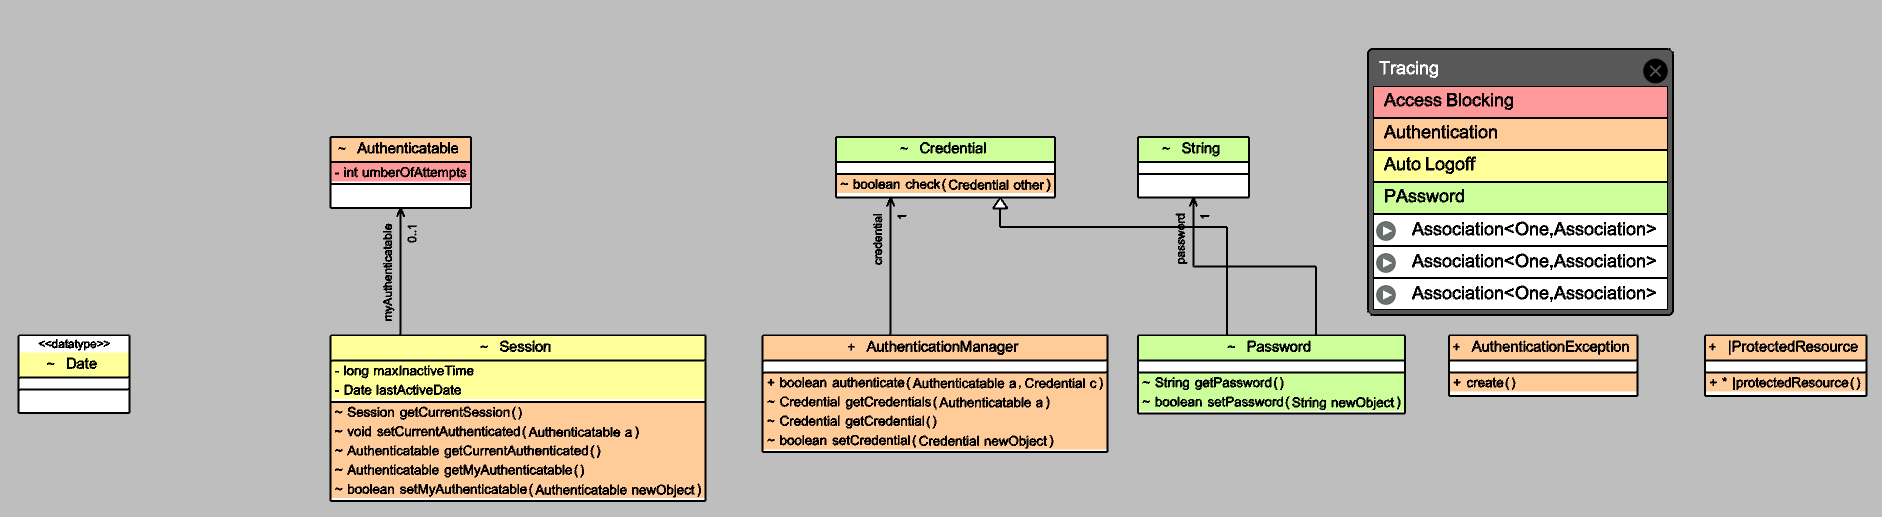 Tracing
Access Blocking
Authentication
Auto Logoff
PAssword
Association<One,Association>
Association<One,Association>
Association<One,Association>
~ Authenticatable
- int umberOfAttempts
~ Credential
~ boolean check(Credential other)
~ String
myAuthenticatable
0..1
credential
1
password
1
<<datatype>>
~ Date
~ Session
- long maxInactiveTime
- Date lastActiveDate
~ Session getCurrentSession()
~ void setCurrentAuthenticated(Authenticatable a)
~ Authenticatable getCurrentAuthenticated()
~ Authenticatable getMyAuthenticatable()
~ boolean setMyAuthenticatable(Authenticatable newObject)
+ AuthenticationManager
+ boolean authenticate(Authenticatable a, Credential c)
~ Credential getCredentials(Authenticatable a)
~ Credential getCredential()
~ boolean setCredential(Credential newObject)
~ Password
~ String getPassword()
~ boolean setPassword(String newObject)
+ AuthenticationException
+ create()
+ |ProtectedResource
+ * |protectedResource()